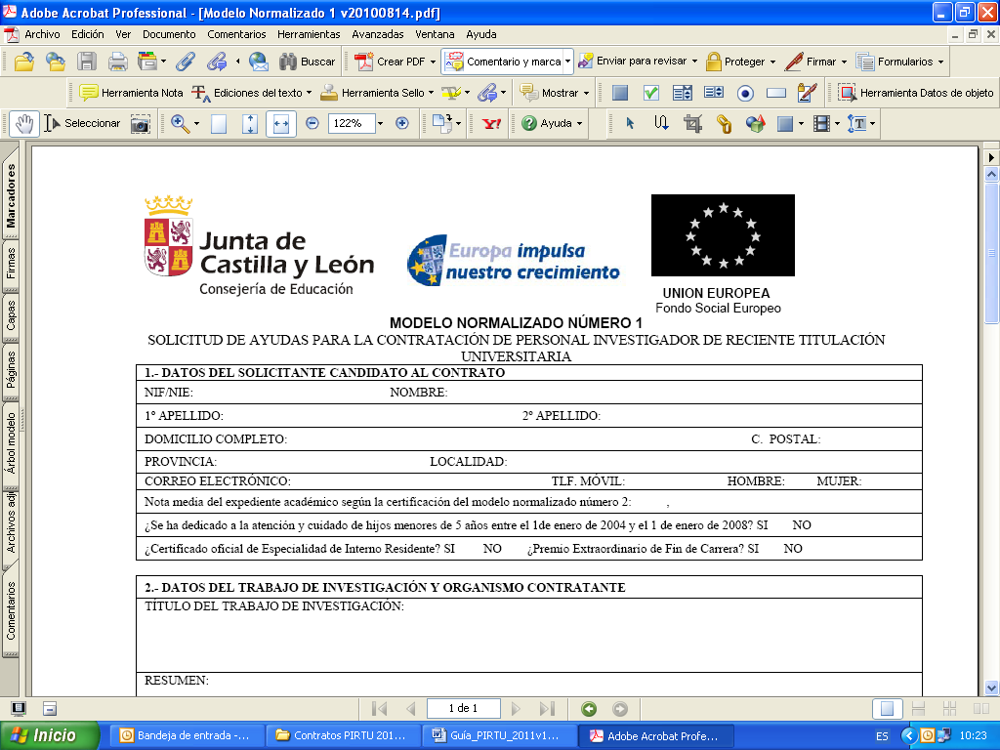 Adobe Acrobat Professional - [Modelo Normalizado 1 v20100814.pdf]
Archivo Edición Ver Documento Comentarios Herramientas Avanzadas Ventana Ayuda
Buscar Crear PDF Comentario y marca Enviar para revisar Proteger Firmar Formularios
Herramienta Nota Ediciones del texto Herramienta Sello Mostrar Herramienta Datos de objeto
Seleccionar 122% Y! Ayuda
Marcadores
Firmas
Capas
Páginas
Árbol modelo
Archivos adj
Comentarios
Junta de
Castilla y León
Consejería de Educación
Europa impulsa
nuestro crecimiento
UNION EUROPEA
Fondo Social Europeo
MODELO NORMALIZADO NÚMERO 1
SOLICITUD DE AYUDAS PARA LA CONTRATACIÓN DE PERSONAL INVESTIGADOR DE RECIENTE TITULACIÓN
UNIVERSITARIA
1.- DATOS DEL SOLICITANTE CANDIDATO AL CONTRATO
NIF/NIE: NOMBRE:
1º APELLIDO: 2º APELLIDO:
DOMICILIO COMPLETO: C. POSTAL:
PROVINCIA: LOCALIDAD:
CORREO ELECTRÓNICO: TLF. MÓVIL: HOMBRE: MUJER:
Nota media del expediente académico según la certificación del modelo normalizado número 2: ,
¿Se ha dedicado a la atención y cuidado de hijos menores de 5 años entre el 1de enero de 2004 y el 1 de enero de 2008? SI NO
¿Certificado oficial de Especialidad de Interno Residente? SI NO ¿Premio Extraordinario de Fin de Carrera? SI NO
2.- DATOS DEL TRABAJO DE INVESTIGACIÓN Y ORGANISMO CONTRATANTE
TÍTULO DEL TRABAJO DE INVESTIGACIÓN:
RESUMEN:
1 de 1
Inicio Bandeja de entrada -... Contratos PIRTU 201... Guía_PIRTU_2011v1... Adobe Acrobat Profe... ES 10:23